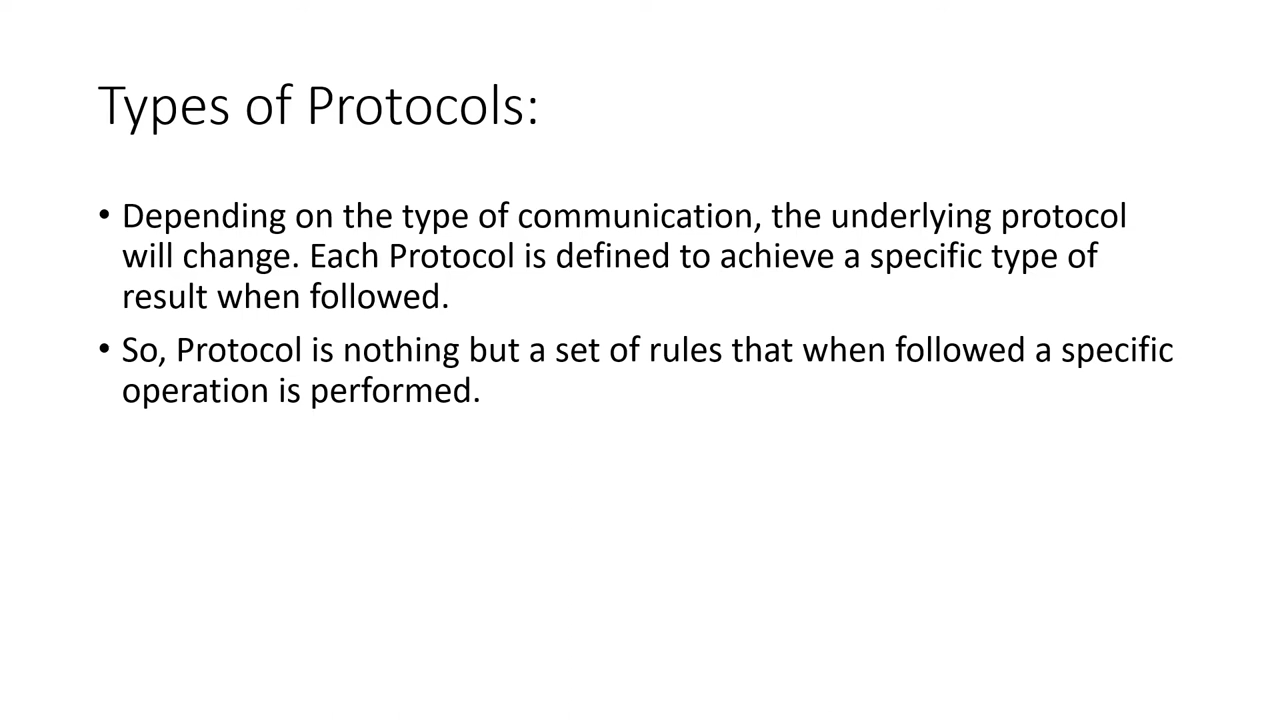 Types of Protocols:
• Depending on the type of communication, the underlying protocol
will change. Each Protocol is defined to achieve a specific type of
result when followed.
• So, Protocol is nothing but a set of rules that when followed a specific
operation is performed.